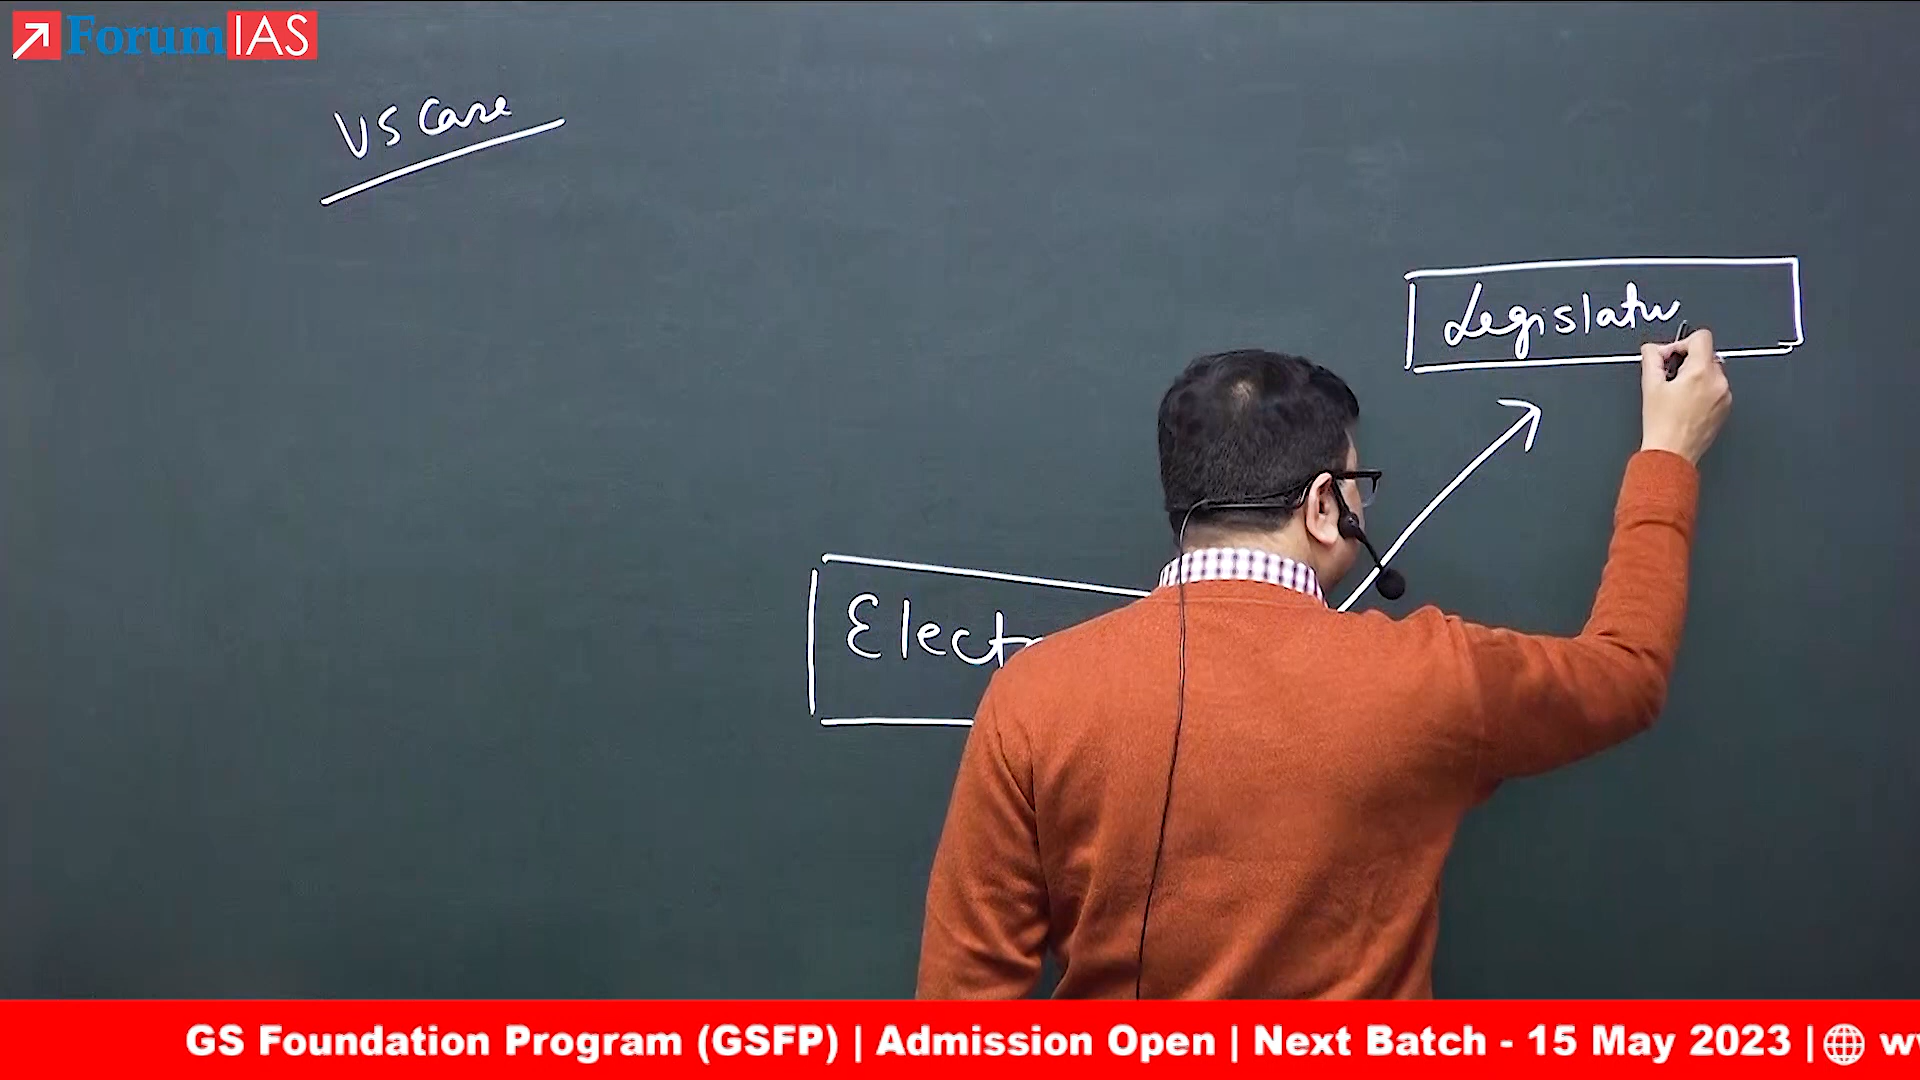 ForumIAS
US Case
Legislatu
Elect
GS Foundation Program (GSFP) | Admission Open | Next Batch - 15 May 2023 | w